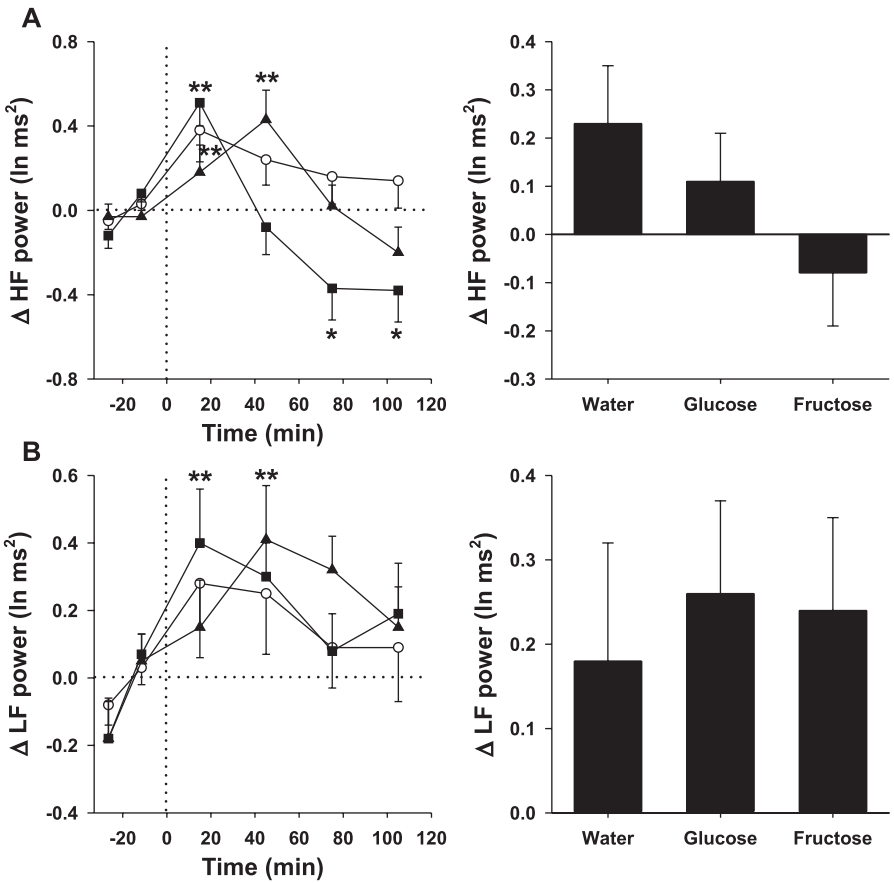 A
Δ HF power (ln ms²)
0.8
0.4
0.0
-0.4
-0.8
**
**
**
*
*
-20 0 20 40 60 80 100 120
Time (min)
Δ HF power (ln ms²)
0.4
0.3
0.2
0.1
0.0
-0.1
-0.2
-0.3
Water Glucose Fructose
B
Δ LF power (ln ms²)
0.6
0.4
0.2
0.0
-0.2
-0.4
**
**
-20 0 20 40 60 80 100 120
Time (min)
Δ LF power (ln ms²)
0.4
0.3
0.2
0.1
0.0
Water Glucose Fructose